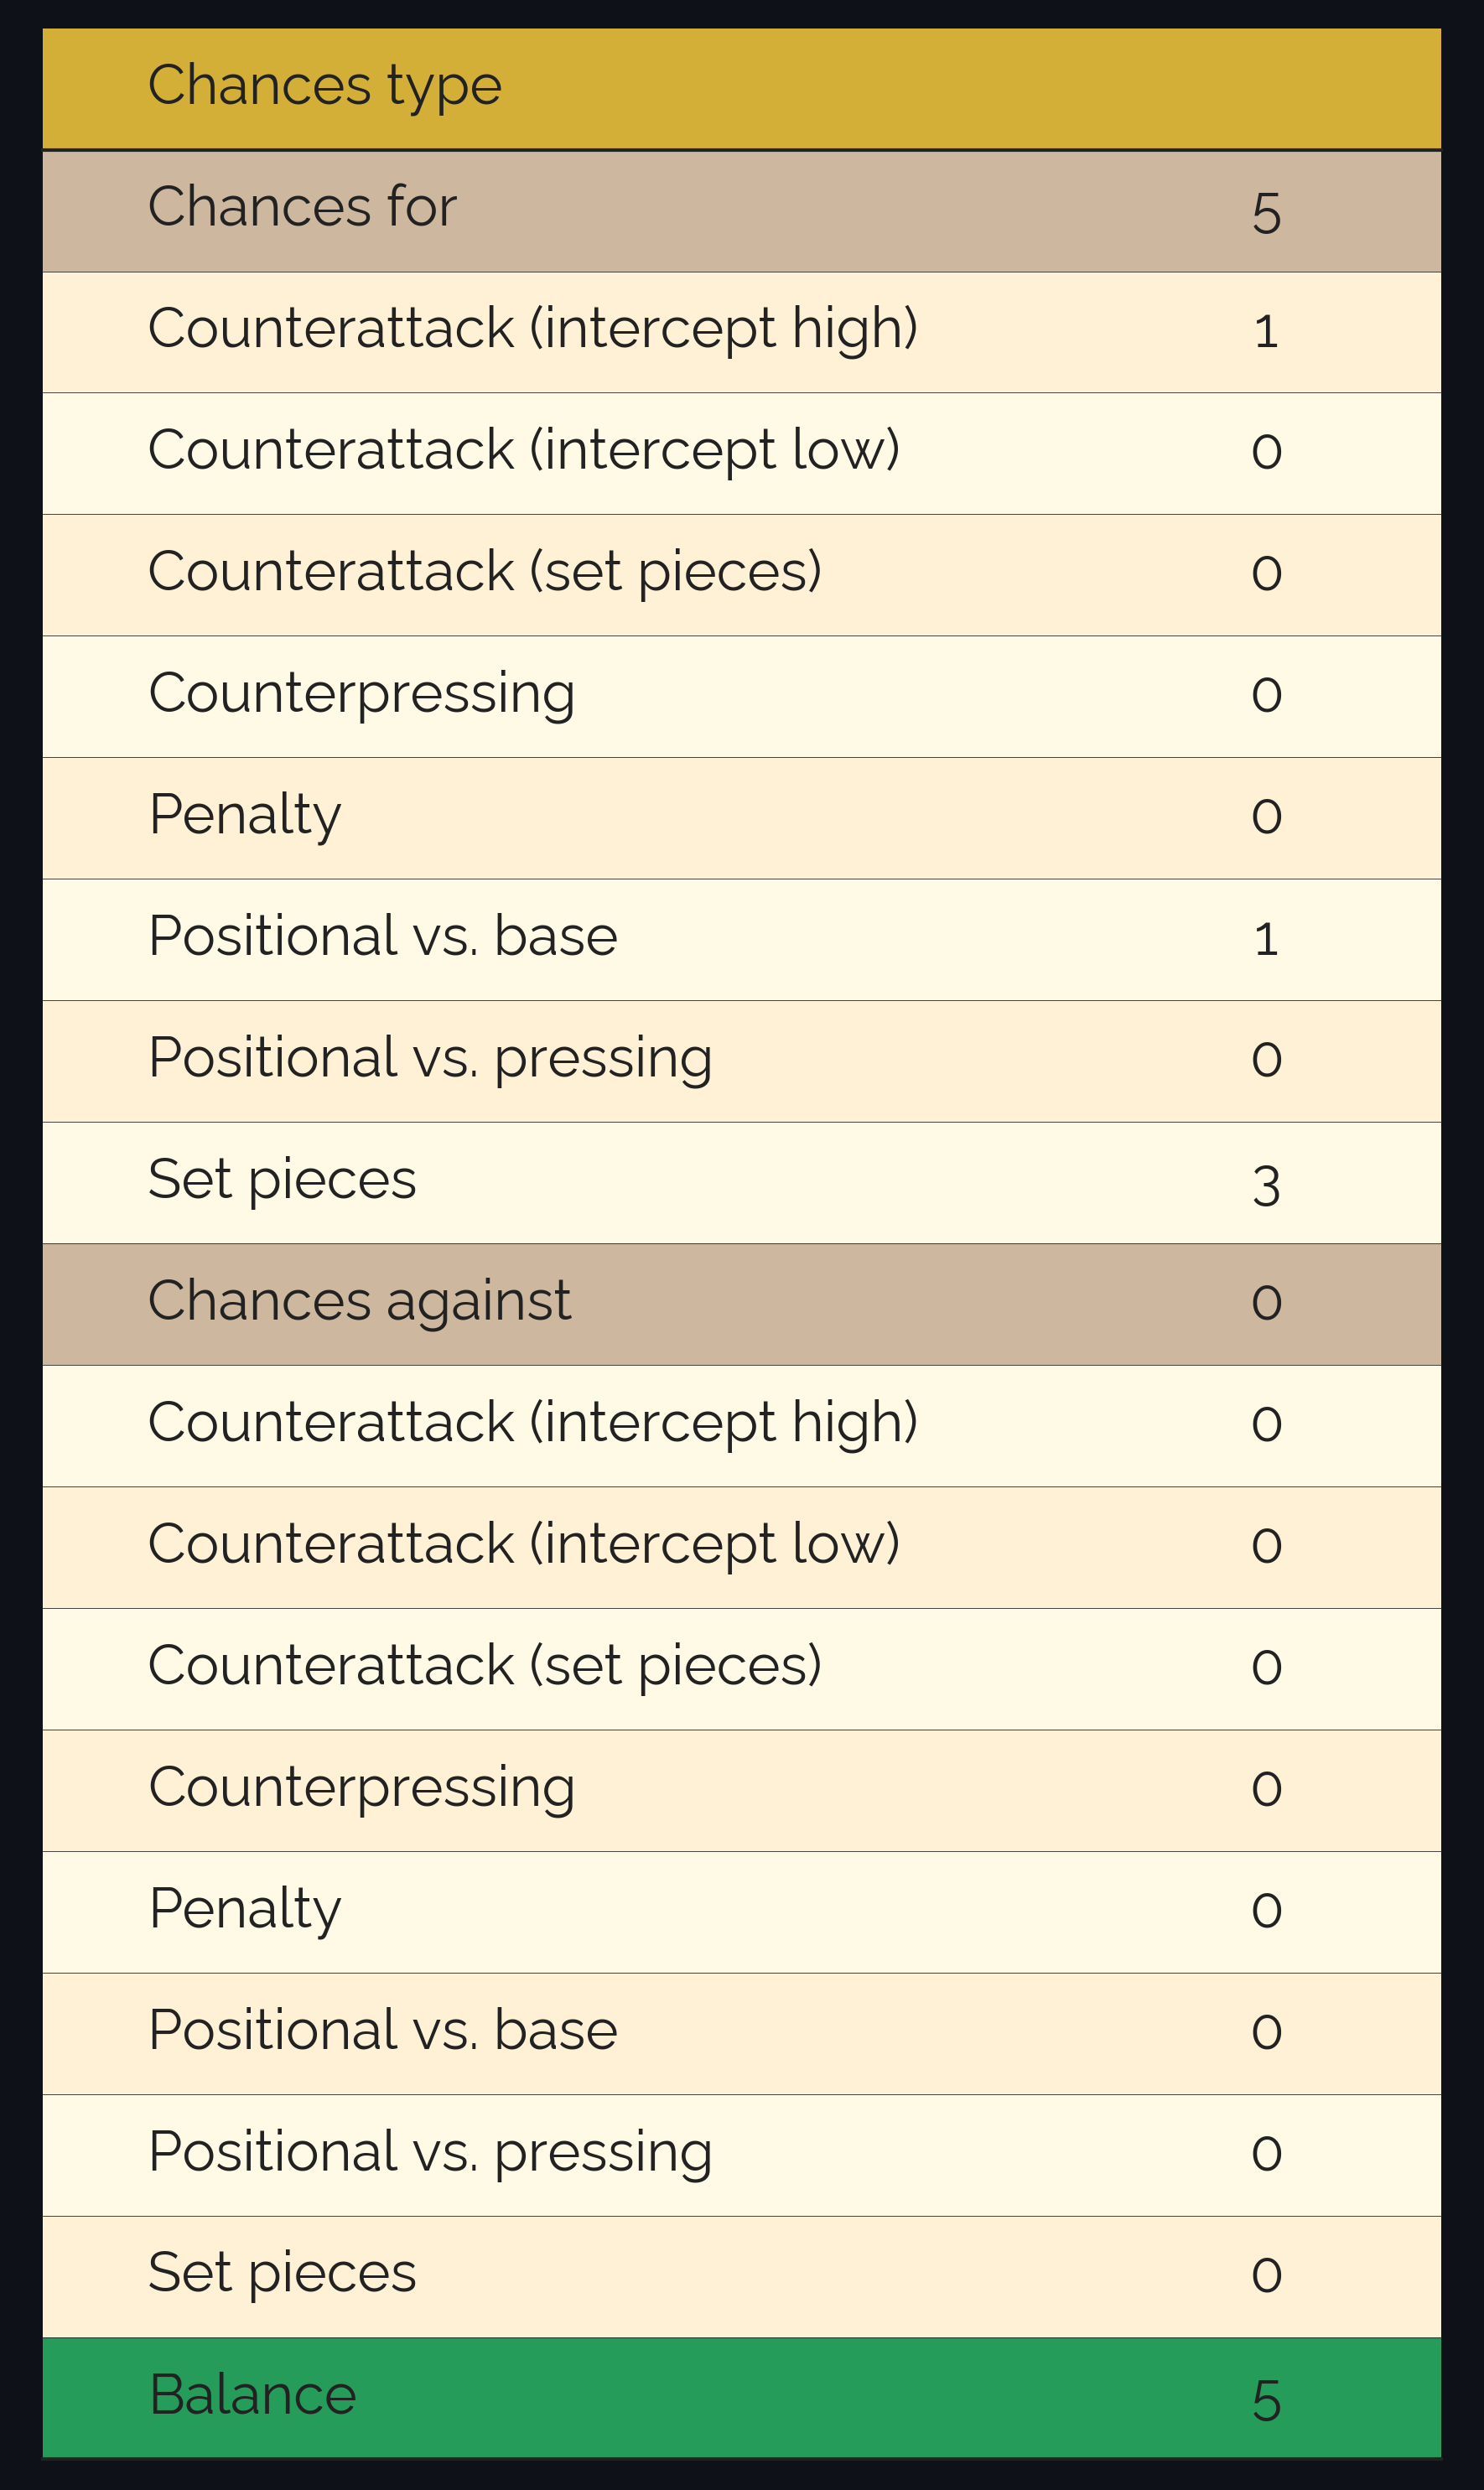 Chances type
Chances for 5
Counterattack (intercept high) 1
Counterattack (intercept low) 0
Counterattack (set pieces) 0
Counterpressing 0
Penalty 0
Positional vs. base 1
Positional vs. pressing 0
Set pieces 3
Chances against 0
Counterattack (intercept high) 0
Counterattack (intercept low) 0
Counterattack (set pieces) 0
Counterpressing 0
Penalty 0
Positional vs. base 0
Positional vs. pressing 0
Set pieces 0
Balance 5